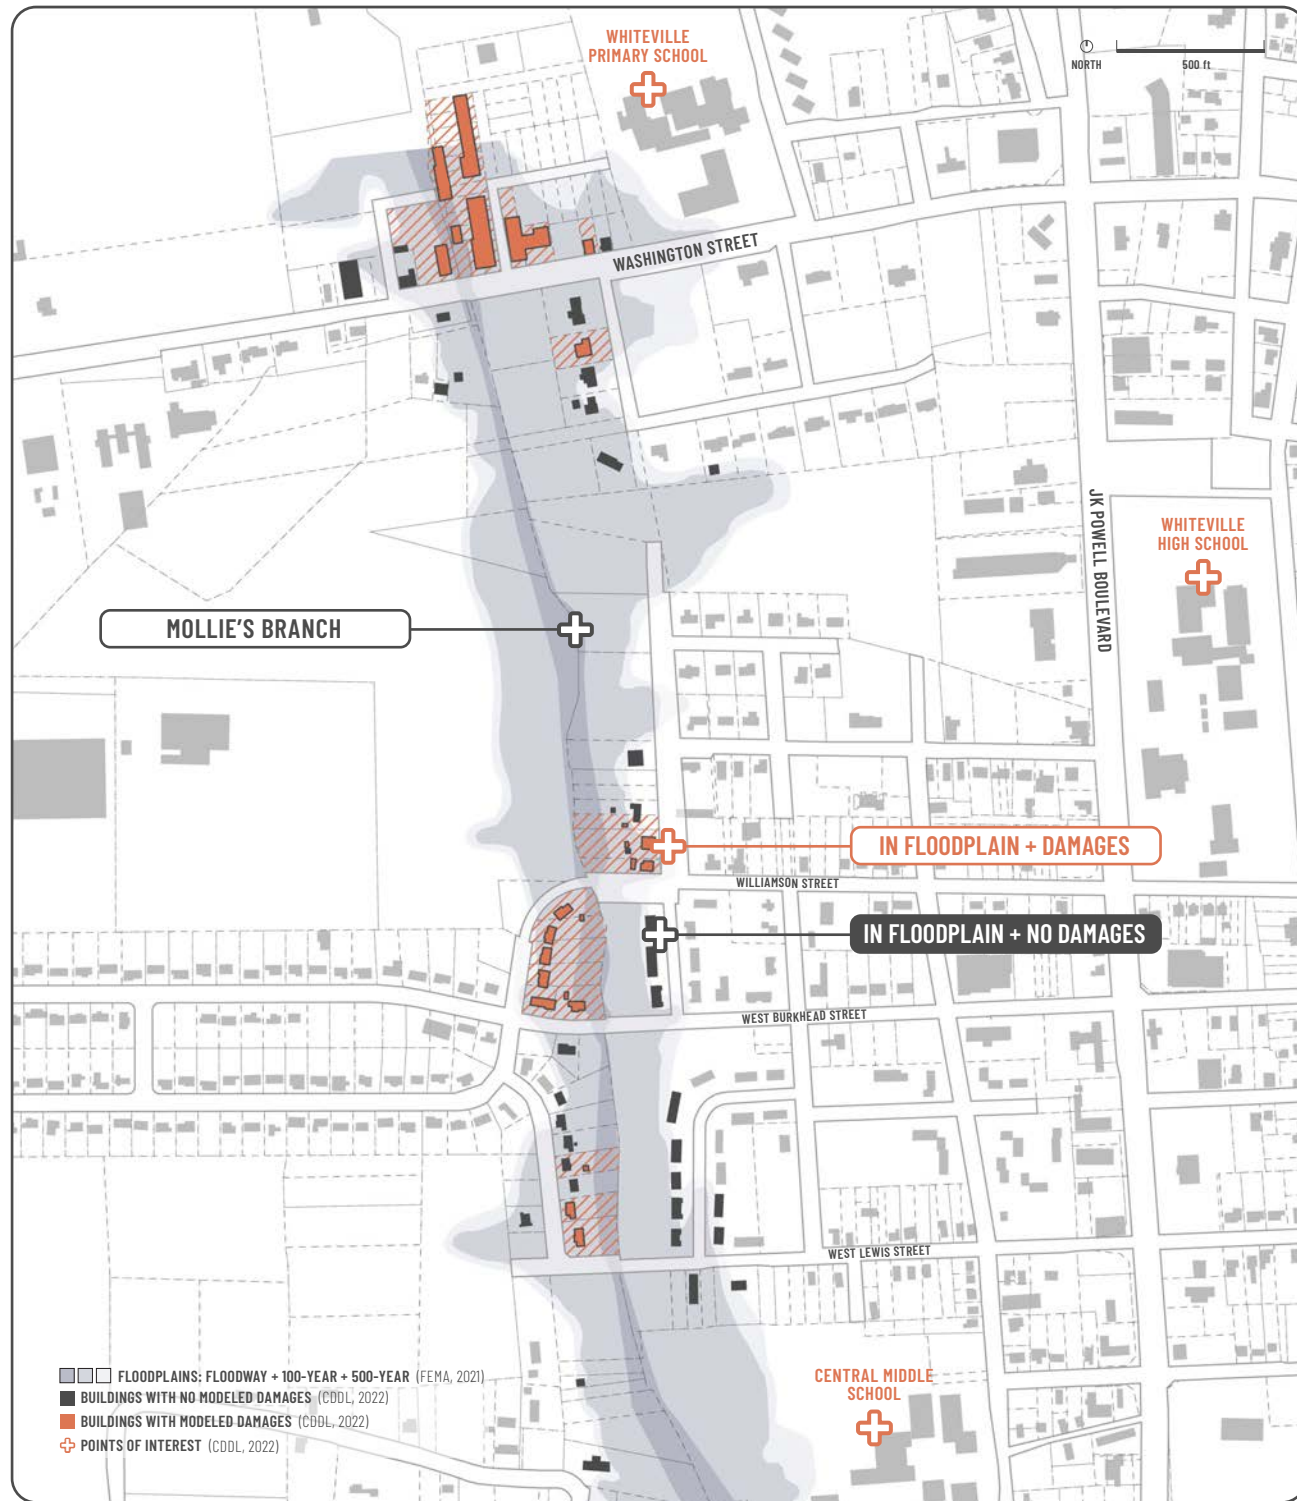 WHITEVILLE
PRIMARY SCHOOL
NORTH
500 ft
WASHINGTON STREET
JK POWELL BOULEVARD
WHITEVILLE
HIGH SCHOOL
MOLLIE'S BRANCH
IN FLOODPLAIN + DAMAGES
WILLIAMSON STREET
IN FLOODPLAIN + NO DAMAGES
WEST BURKHEAD STREET
WEST LEWIS STREET
CENTRAL MIDDLE
SCHOOL
FLOODPLAINS: FLOODWAY + 100-YEAR + 500-YEAR (FEMA, 2021)
BUILDINGS WITH NO MODELED DAMAGES (CDDL, 2022)
BUILDINGS WITH MODELED DAMAGES (CDDL, 2022)
POINTS OF INTEREST (CDDL, 2022)